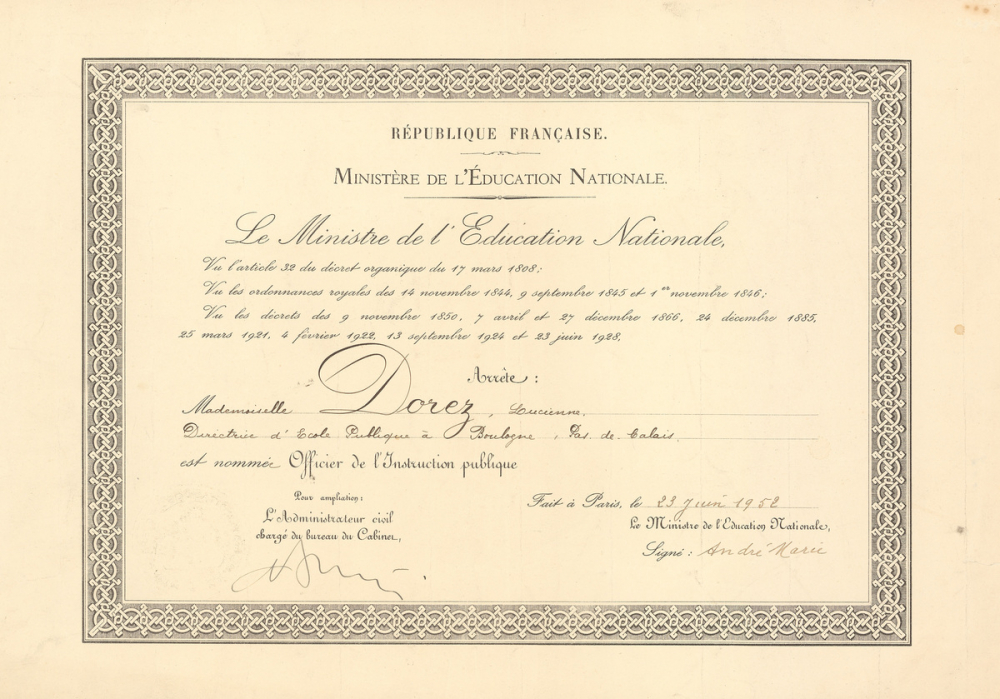 RÉPUBLIQUE FRANÇAISE.
MINISTÈRE DE L'ÉDUCATION NATIONALE.
Le Ministre de l'Education Nationale,
Vu l'article 32 du décret organique du 17 mars 1808;
Vu les ordonnances royales des 14 novembre 1844, 9 septembre 1845 et 1er novembre 1846;
Vu les décrets des 9 novembre 1850, 7 avril et 27 décembre 1866, 24 décembre 1885,
25 mars 1921, 4 février 1922, 13 septembre 1924 et 23 juin 1928,
Arrête :
Mademoiselle Dorez, Lucienne,
Directrice d'Ecole Publique à Boulogne, Pas-de-Calais,
est nommée Officier de l'Instruction publique
Pour ampliation:
L'Administrateur civil
chargé du bureau du Cabinet,
Fait à Paris, le 23 Juin 1952
Le Ministre de l'Education Nationale,
Signé : André Marie